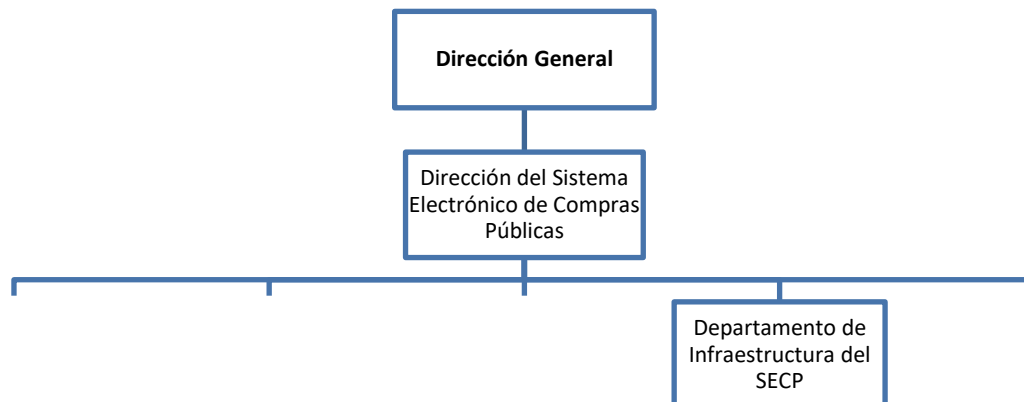 Dirección General
Dirección del Sistema
Electrónico de Compras
Públicas
Departamento de
Infraestructura del
SECP